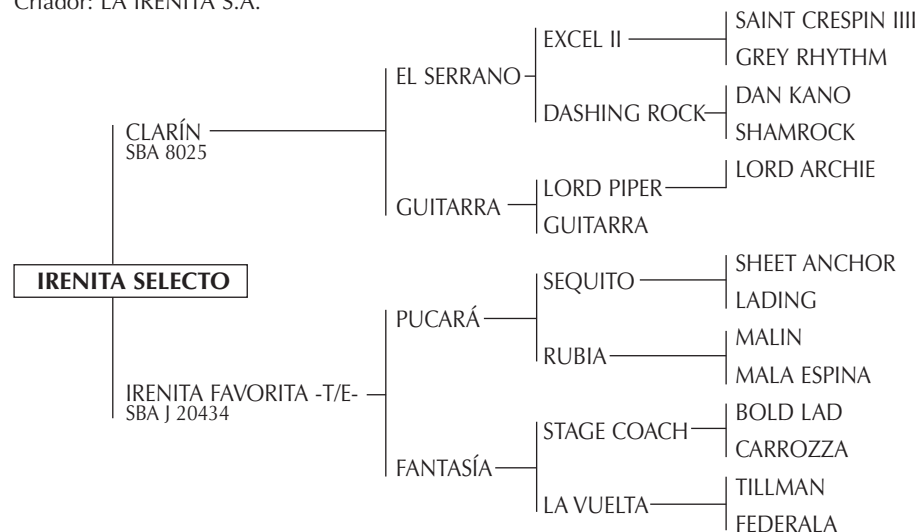 Criador: LA IRENITA S.A.
SAINT CRESPIN IIII
EXCEL II
GREY RHYTHM
EL SERRANO
DAN KANO
DASHING ROCK
SHAMROCK
CLARÍN
SBA 8025
LORD ARCHIE
LORD PIPER
GUITARRA
GUITARRA
IRENITA SELECTO
SHEET ANCHOR
SEQUITO
LADING
PUCARÁ
MALIN
RUBIA
MALA ESPINA
IRENITA FAVORITA -T/E-
SBA J 20434
BOLD LAD
STAGE COACH
CARROZZA
FANTASÍA
TILLMAN
LA VUELTA
FEDERALA